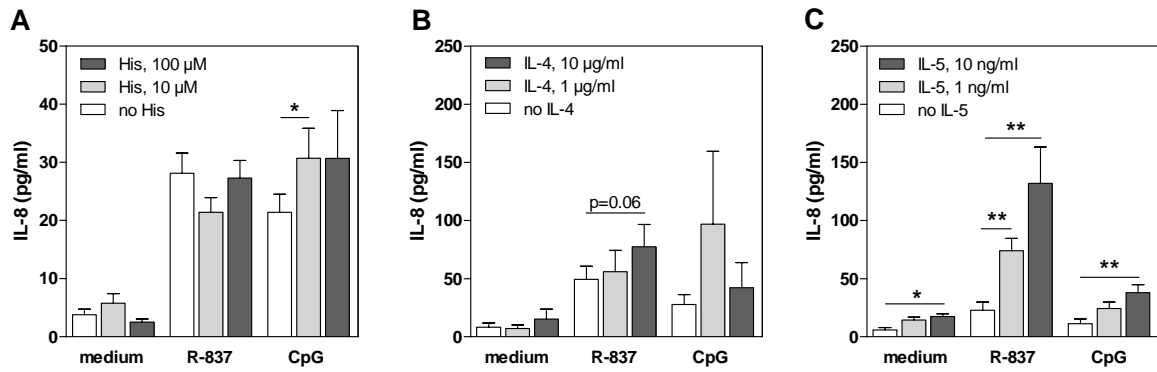 A
B
C
50
40
30
20
10
0
IL-8 (pg/ml)
His, 100 µM
His, 10 µM
no His
*
medium
R-837
CpG
250
200
150
100
50
0
IL-8 (pg/ml)
IL-4, 10 µg/ml
IL-4, 1 µg/ml
no IL-4
p=0.06
medium
R-837
CpG
250
200
150
100
50
0
IL-8 (pg/ml)
IL-5, 10 ng/ml
IL-5, 1 ng/ml
no IL-5
**
**
**
*
medium
R-837
CpG